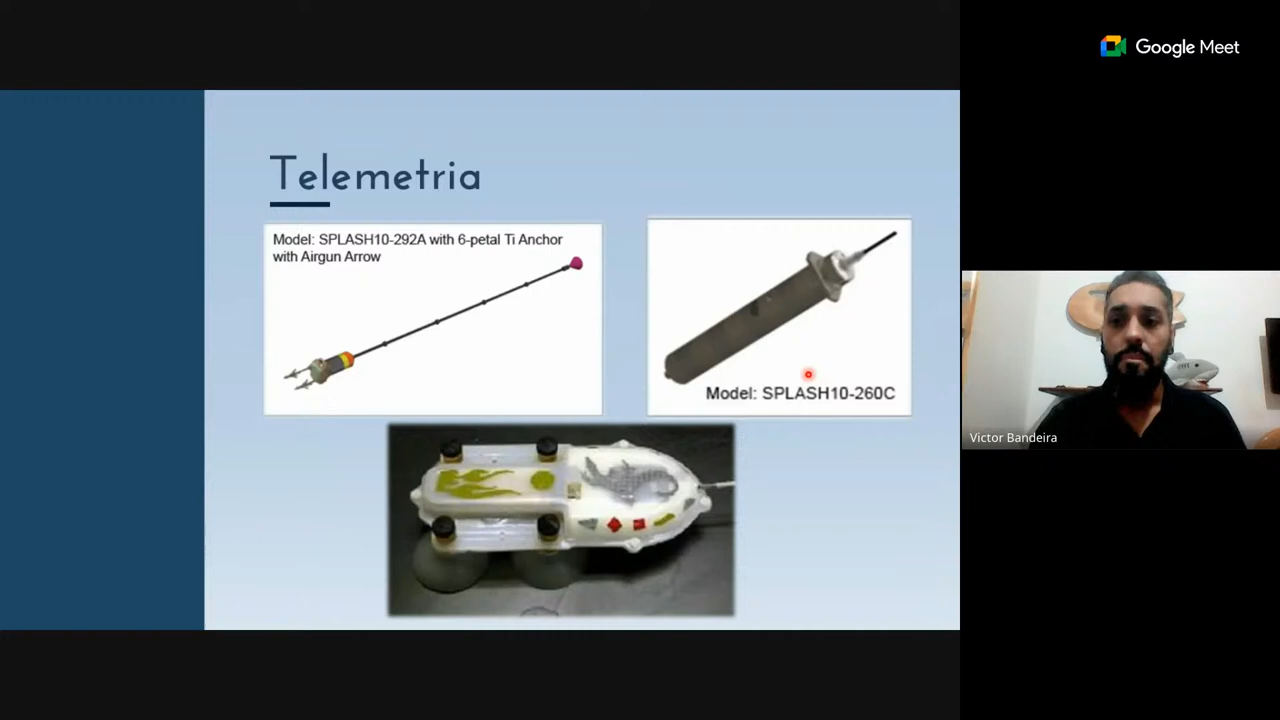 Google Meet
Telemetria
Model: SPLASH10-292A with 6-petal Ti Anchor
with Airgun Arrow
Model: SPLASH10-260C
Victor Bandeira